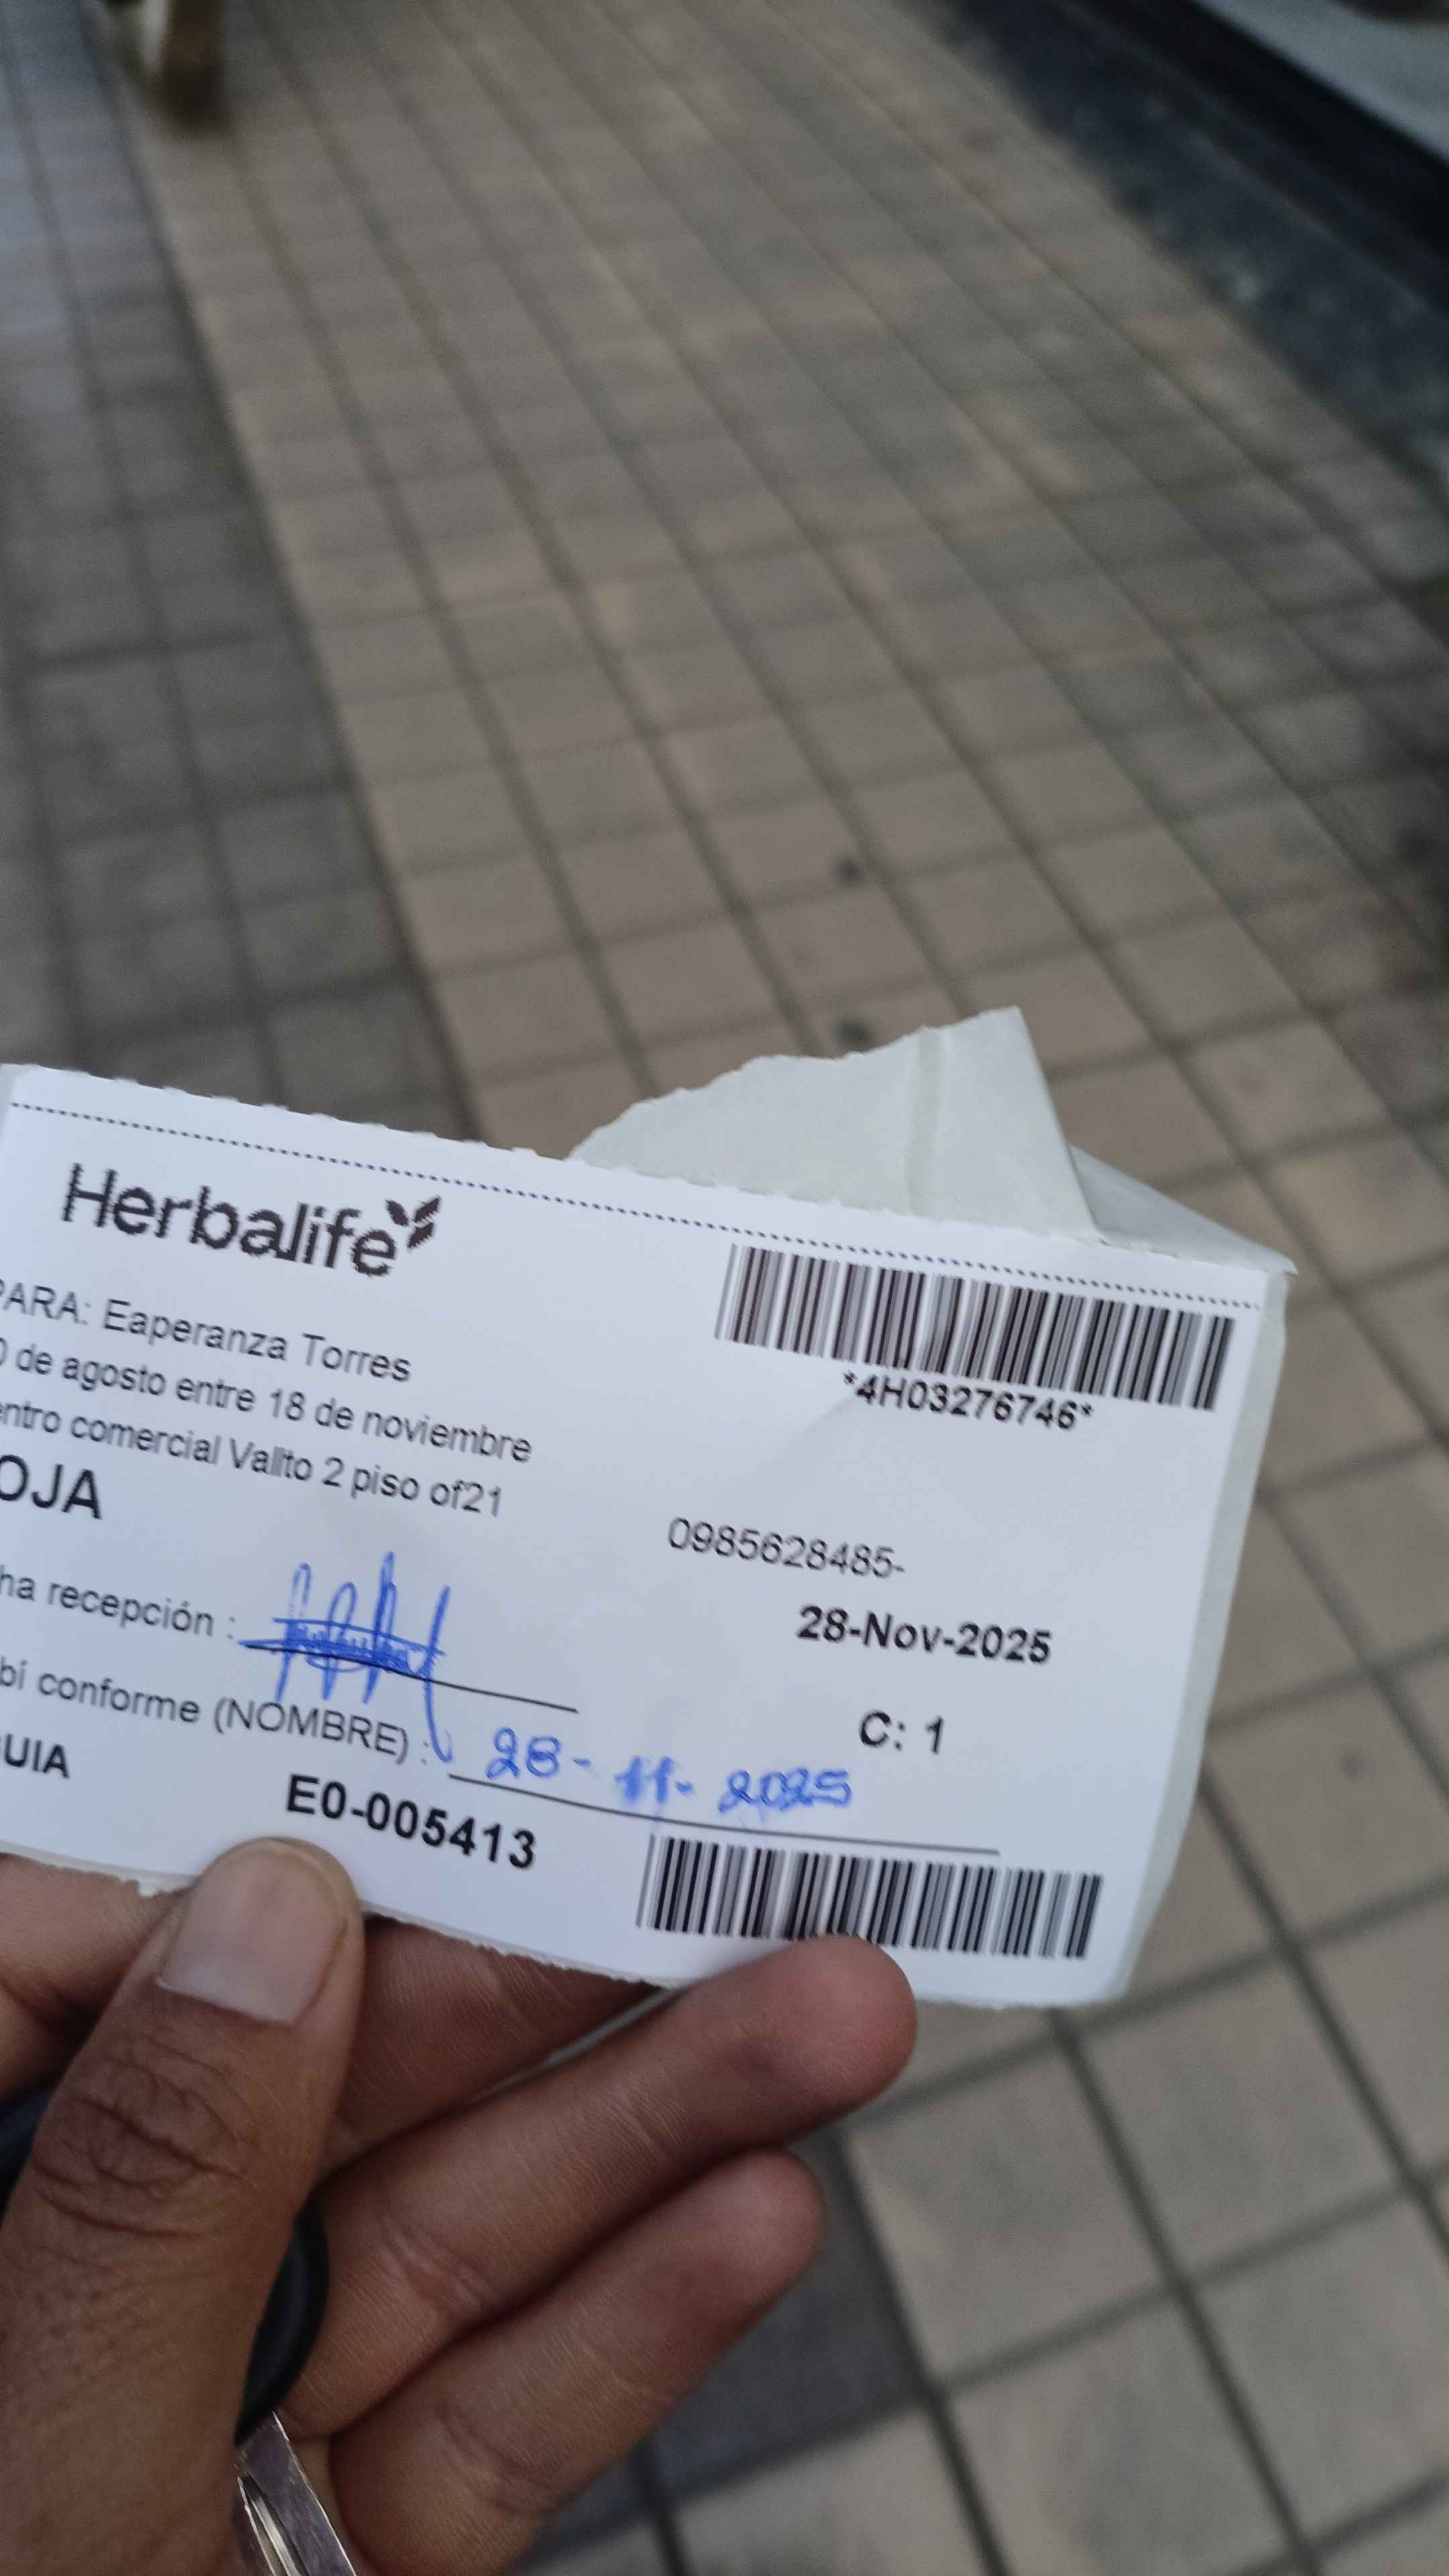 Herbalife
*4H03276746*
PARA: Eaperanza Torres
0 de agosto entre 18 de noviembre
entro comercial Vallto 2 piso of21
OJA
0985628485-
ha recepción :
28-Nov-2025
bí conforme (NOMBRE) : 28-11-2025
C: 1
UIA
E0-005413